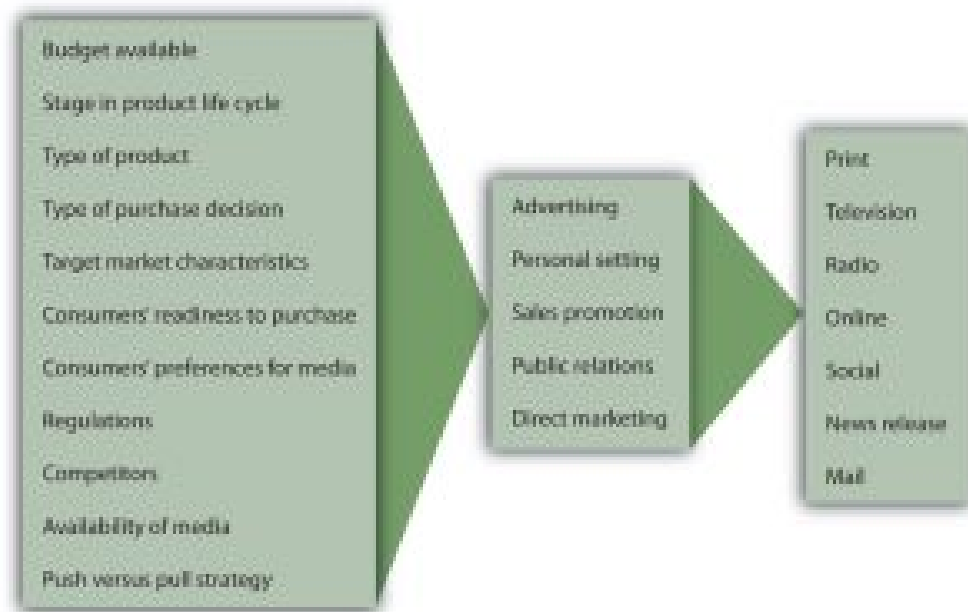 Budget available
Stage in product life cycle
Type of product
Type of purchase decision
Target market characteristics
Consumers' readiness to purchase
Consumers' preferences for media
Regulations
Competitors
Availability of media
Push versus pull strategy
Advertising
Personal setting
Sales promotion
Public relations
Direct marketing
Print
Television
Radio
Online
Social
News release
Mail